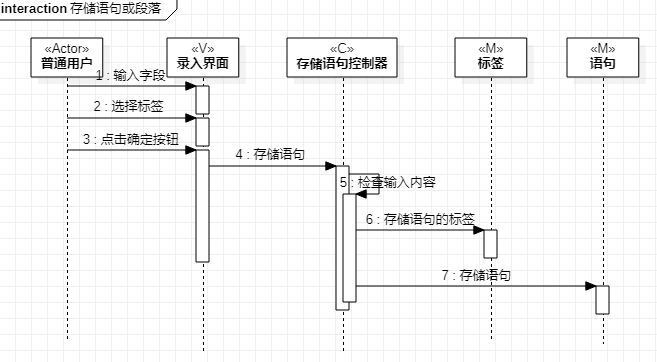 interaction 存储语句或段落
«Actor»
普通用户
«V»
录入界面
«C»
存储语句控制器
«M»
标签
«M»
语句
1 : 输入字段
2 : 选择标签
3 : 点击确定按钮
4 : 存储语句
5 : 检查输入内容
6 : 存储语句的标签
7 : 存储语句